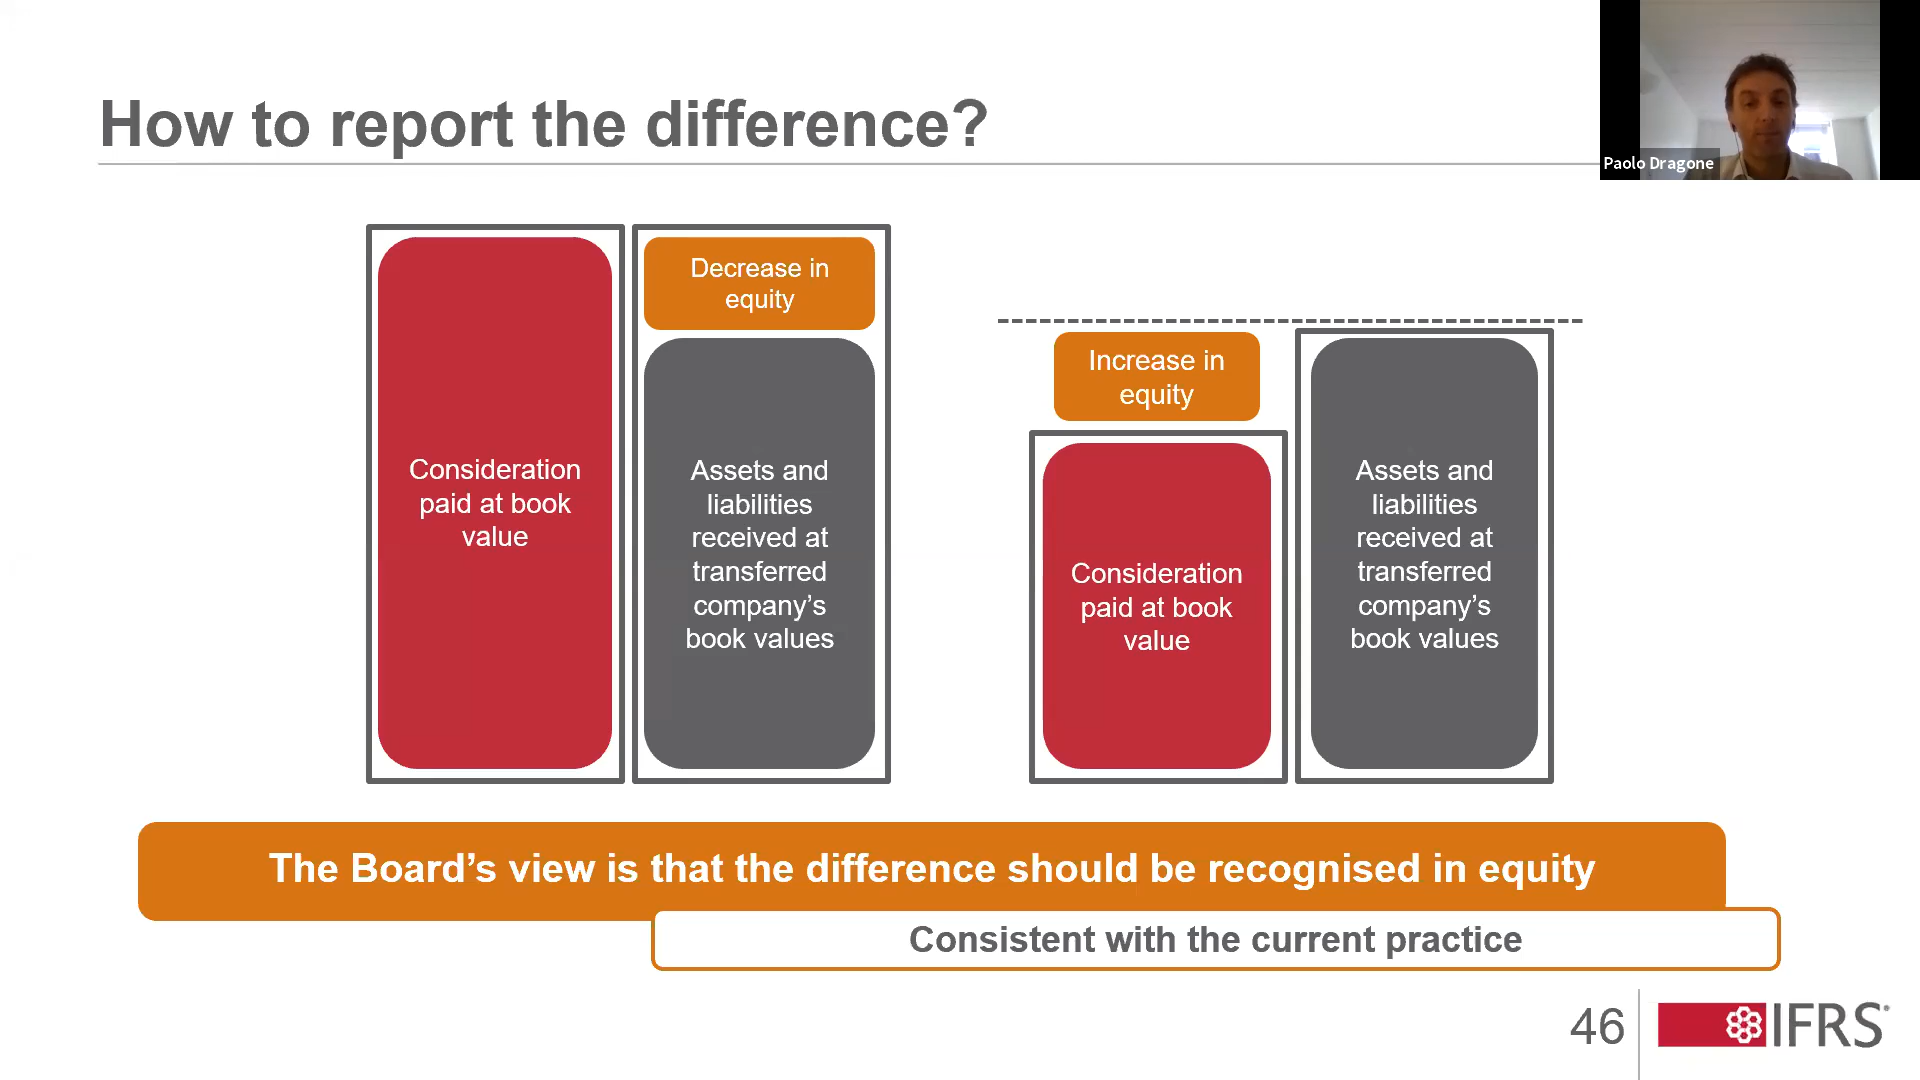 How to report the difference?
Paolo Dragone
Decrease in
equity
Consideration
paid at book
value
Assets and
liabilities
received at
transferred
company’s
book values
Increase in
equity
Consideration
paid at book
value
Assets and
liabilities
received at
transferred
company’s
book values
The Board’s view is that the difference should be recognised in equity
Consistent with the current practice
46
IFRS